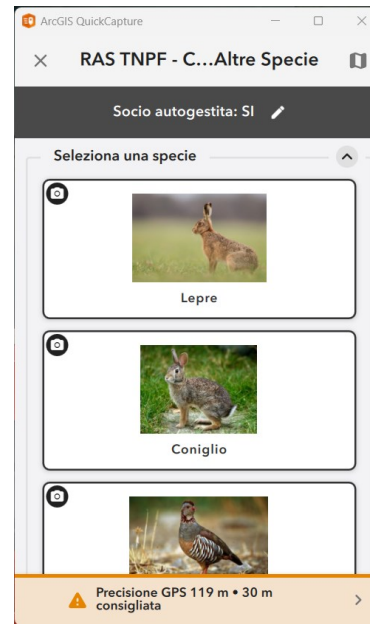 ArcGIS QuickCapture
RAS TNPF - C...Altre Specie
Socio autogestita: SI
Seleziona una specie
Lepre
Coniglio
Precisione GPS 119 m • 30 m
consigliata